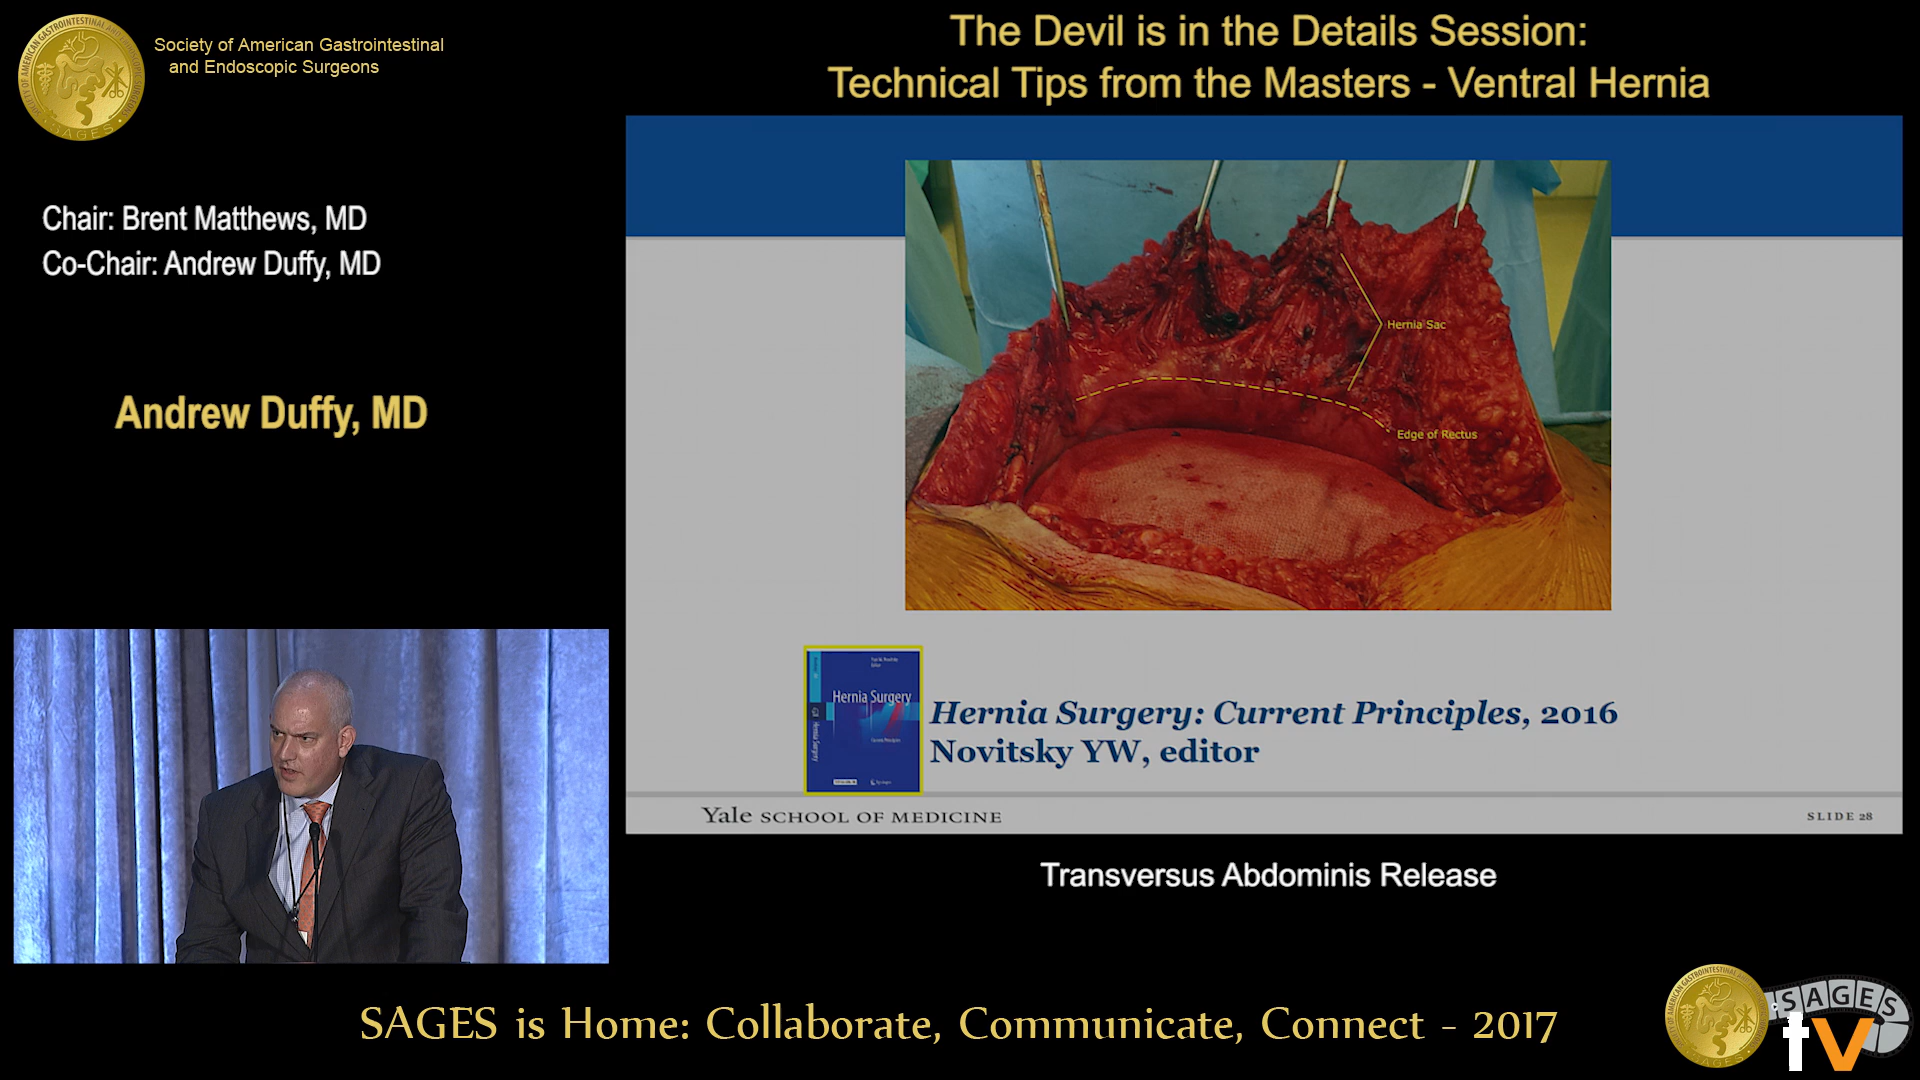 Society of American Gastrointestinal
and Endoscopic Surgeons
The Devil is in the Details Session:
Technical Tips from the Masters - Ventral Hernia
Chair: Brent Matthews, MD
Co-Chair: Andrew Duffy, MD
Andrew Duffy, MD
Hernia Sac
Edge of Rectus
Hernia Surgery
Hernia Surgery: Current Principles, 2016
Novitsky YW, editor
Yale SCHOOL OF MEDICINE
SLIDE 28
Transversus Abdominis Release
SAGES is Home: Collaborate, Communicate, Connect - 2017
SAGES
tv